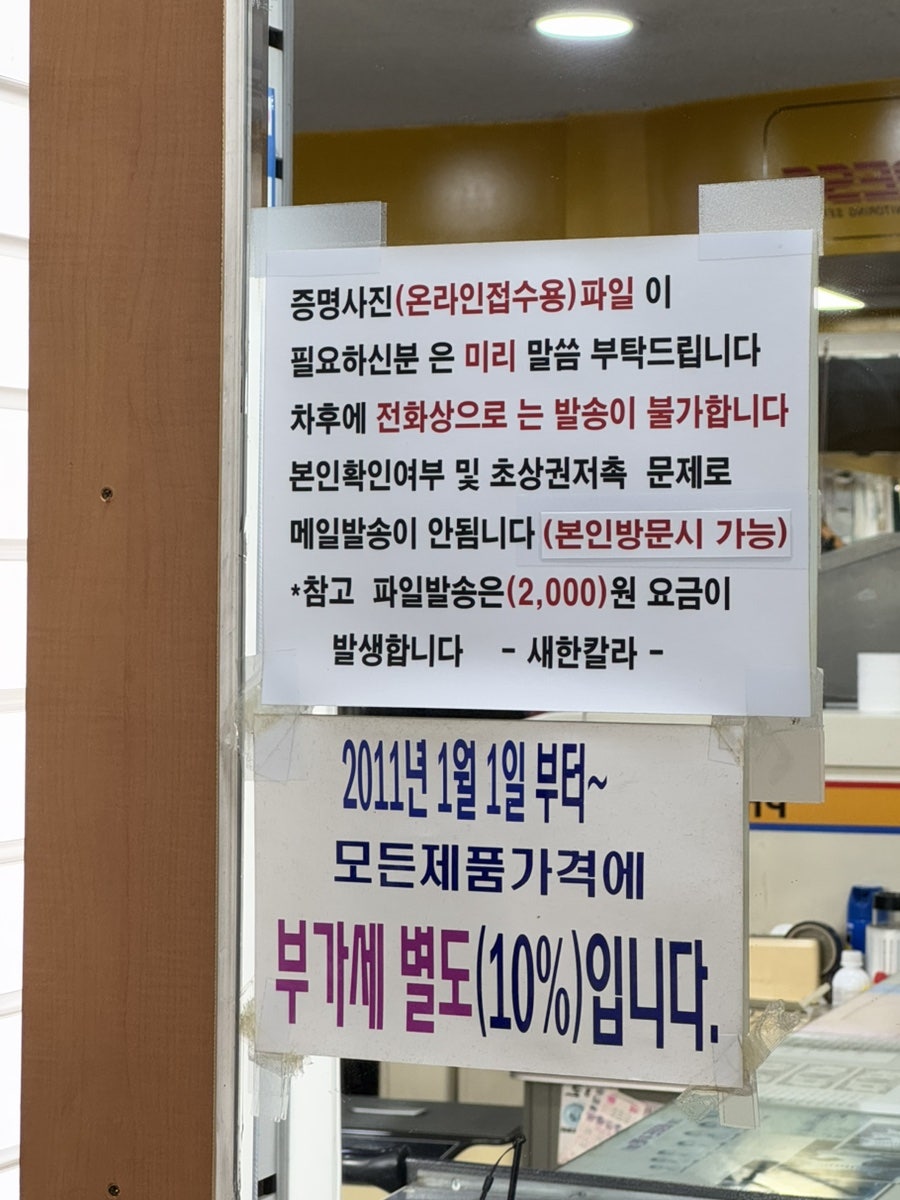 증명사진(온라인접수용)파일 이
필요하신분 은 미리 말씀 부탁드립니다
차후에 전화상으로 는 발송이 불가합니다
본인확인여부 및 초상권저촉 문제로
메일발송이 안됩니다 (본인방문시 가능)
*참고 파일발송은(2,000)원 요금이
발생합니다 - 새한칼라 -
2011년 1월 1일 부터~
모든제품가격에
부가세 별도(10%)입니다.